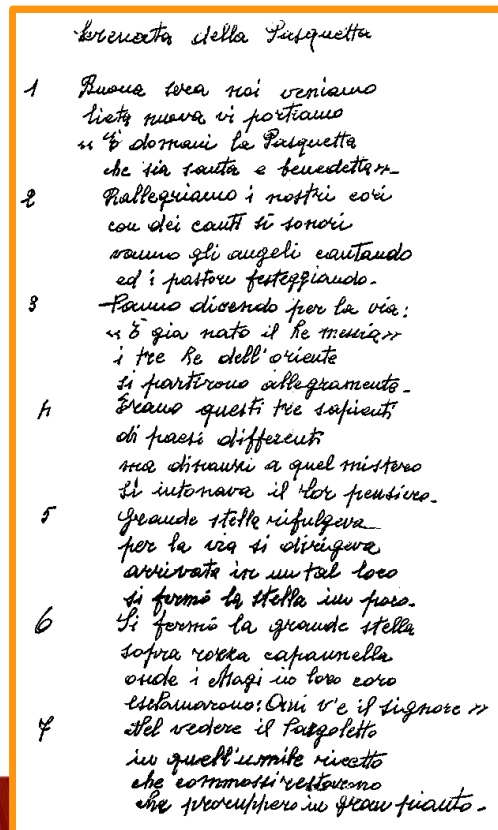 Serenata della Pasquetta
1 Buona sera noi veniamo
lieta nuova vi portiamo
« È domani la Pasquetta
che sia santa e benedetta».
2 Rallegriamo i nostri cori
con dei canti sì sonori
vanno gli angeli cantando
ed i pastori festeggiando.
3 Vanno dicendo per la via:
« È già nato il Re messia»
i tre Re dell'oriente
si partirono allegramente.
4 Erano questi tre sapienti
di paesi differenti
ma dinanzi a quel mistero
si intonava il lor pensiero.
5 Grande stella rifulgeva
per la via si dirigeva
arrivata in un tal loco
si fermò la stella un poco.
6 Si fermò la grande stella
sopra rozza capannella
onde i Magi in loro coro
esclamarono: Qui v'è il signore »
7 Nel vedere il Pargoletto
in quell'umile ricetto
che commossi restarono
che proruppero in gran pianto.